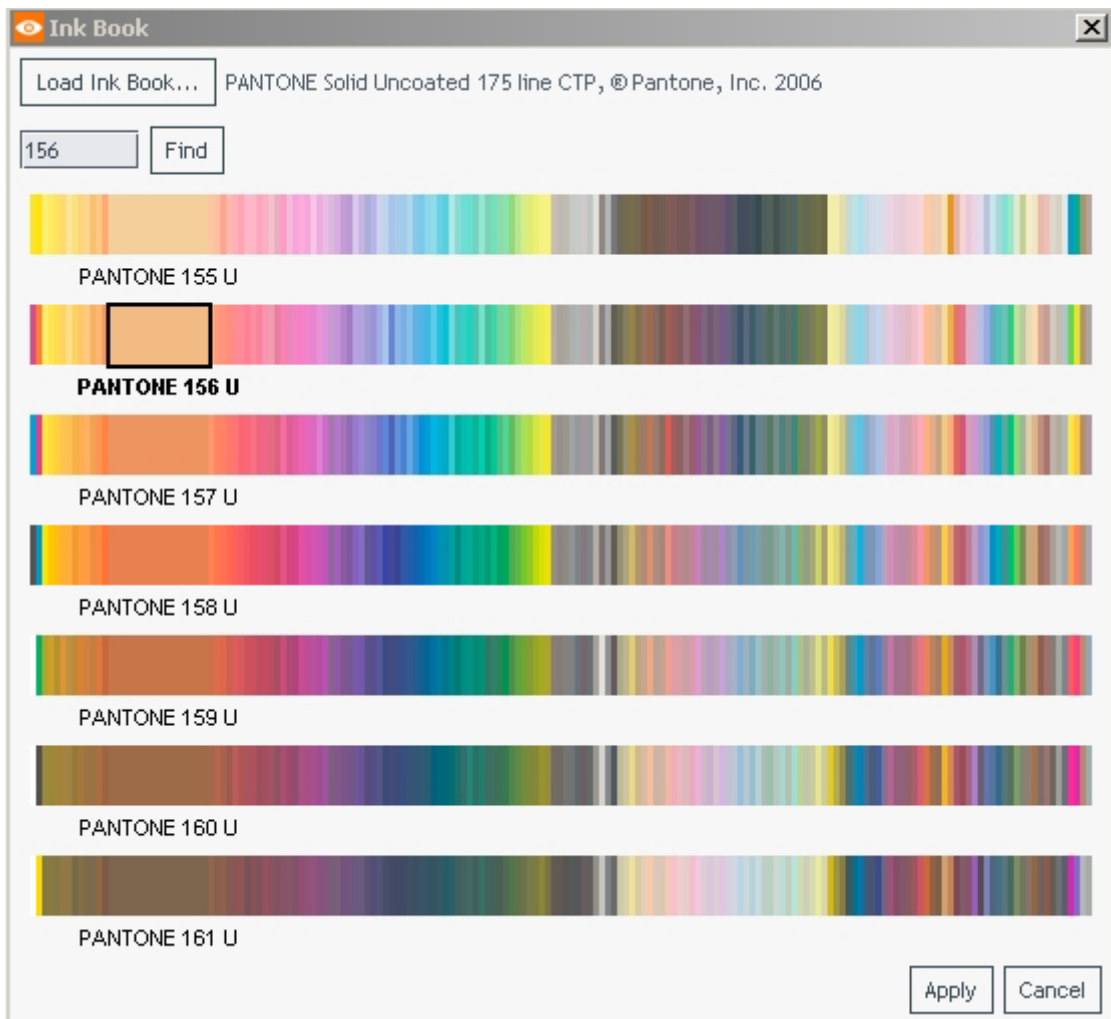 Ink Book
Load Ink Book... PANTONE Solid Uncoated 175 line CTP, ® Pantone, Inc. 2006
156 Find
PANTONE 155 U
PANTONE 156 U
PANTONE 157 U
PANTONE 158 U
PANTONE 159 U
PANTONE 160 U
PANTONE 161 U
Apply Cancel